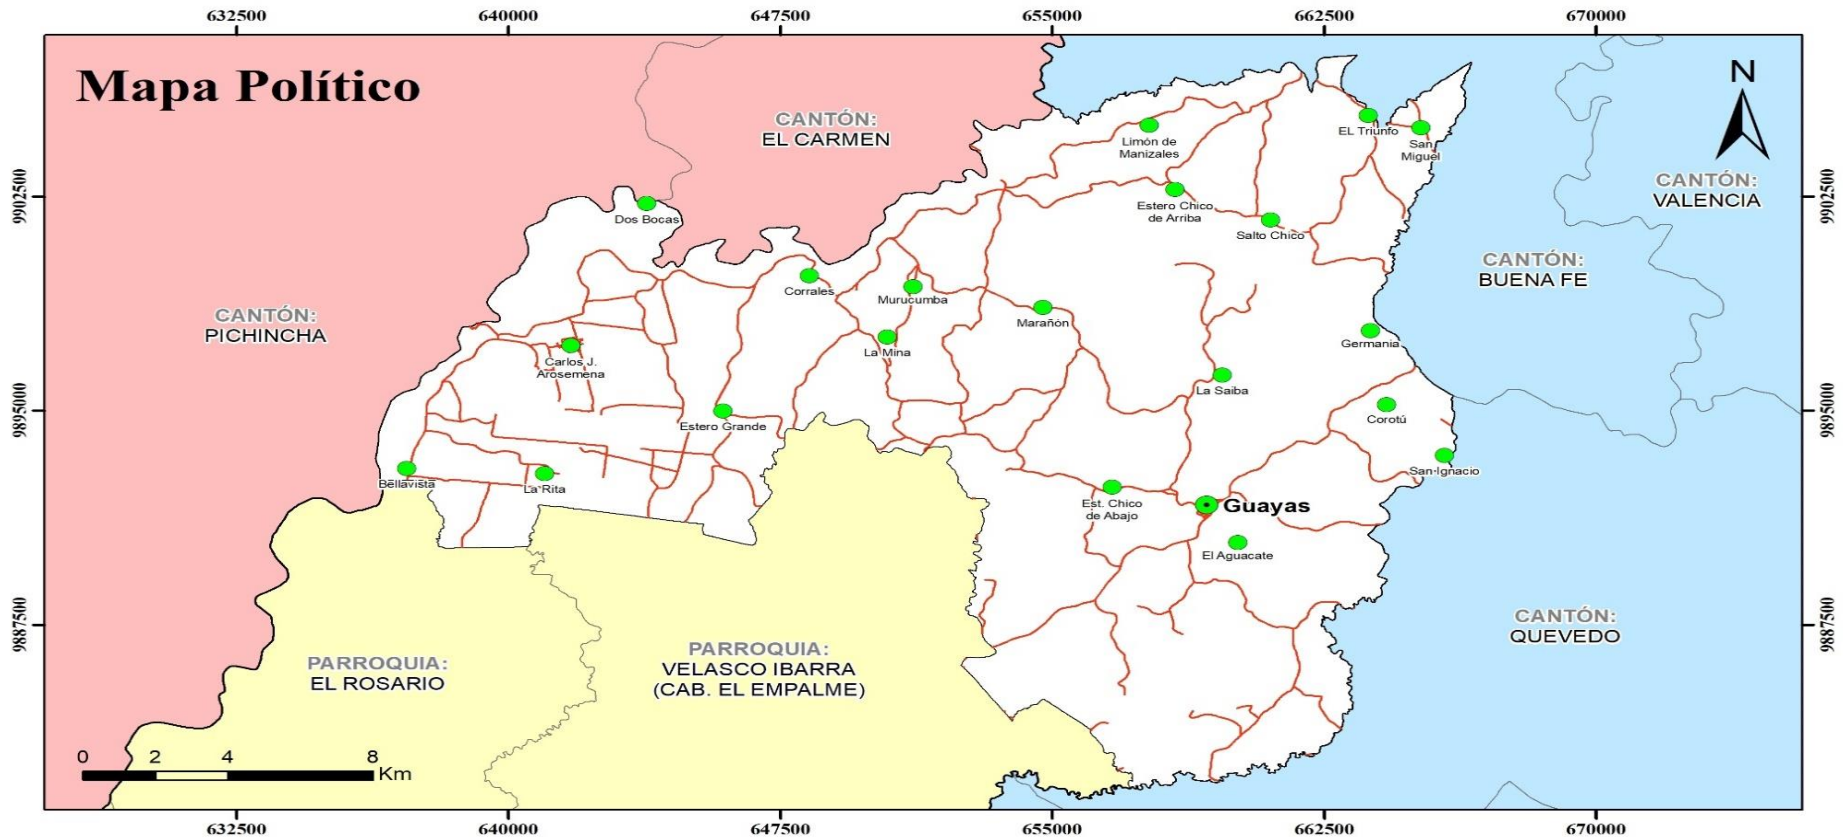 632500
640000
647500
655000
662500
670000
Mapa Político
N
CANTÓN:
EL CARMEN
EL Triunfo
San
Miguel
Limón de
Manizales
9902500
9902500
CANTÓN:
VALENCIA
Estero Chico
de Arriba
Dos Bocas
Salto Chico
CANTÓN:
BUENA FE
Corrales
Murucumba
CANTÓN:
PICHINCHA
Marañón
Germania
La Mina
Carlos J.
Arosemena
La Saiba
9895000
9895000
Corotú
Estero Grande
San Ignacio
Bellavista
La Rita
Est. Chico
de Abajo
Guayas
El Aguacate
9887500
9887500
CANTÓN:
QUEVEDO
PARROQUIA:
EL ROSARIO
PARROQUIA:
VELASCO IBARRA
(CAB. EL EMPALME)
0 2 4 8
Km
632500
640000
647500
655000
662500
670000